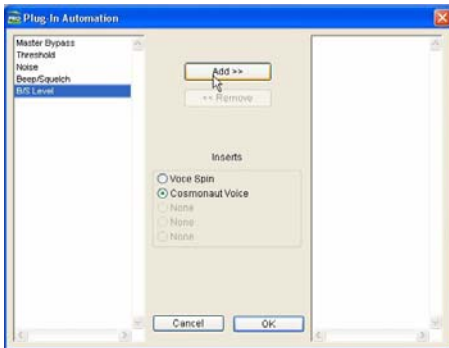 Plug-In Automation
Master Bypass
Threshold
Noise
Beep/Squelch
B/S Level
Add >>
<< Remove
Inserts
Voce Spin
Cosmonaut Voice
None
None
None
Cancel
OK